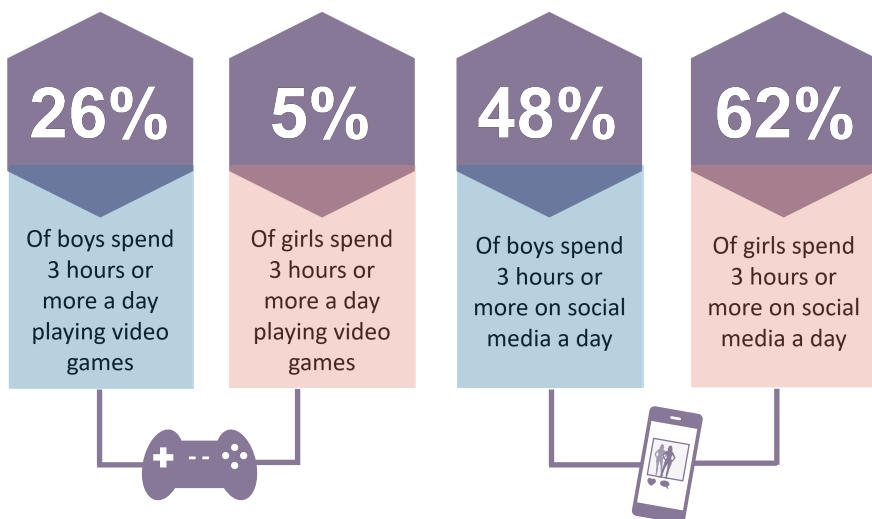 26%
Of boys spend
3 hours or
more a day
playing video
games
5%
Of girls spend
3 hours or
more a day
playing video
games
48%
Of boys spend
3 hours or
more on social
media a day
62%
Of girls spend
3 hours or
more on social
media a day